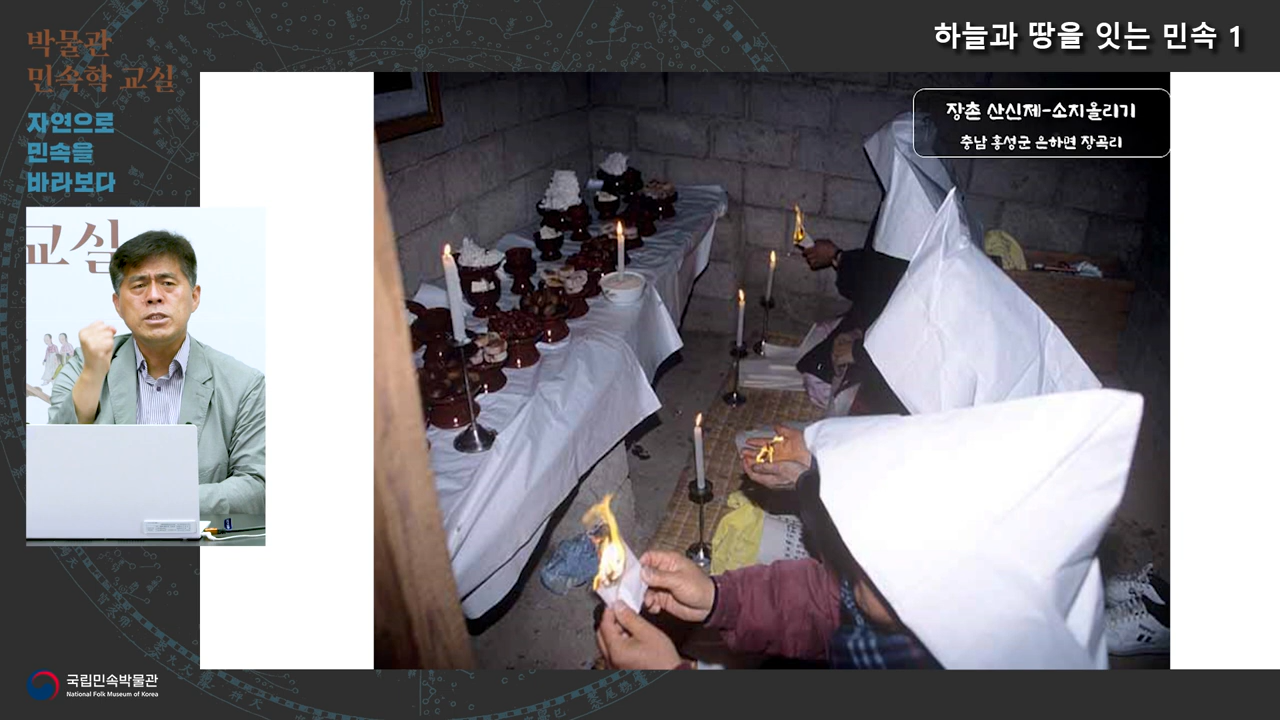 하늘과 땅을 잇는 민속 1
박물관
민속학 교실
자연으로
민속을
바라보다
교실
장촌 산신제-소지올리기
충남 홍성군 은하면 장곡리
국립민속박물관
National Folk Museum of Korea